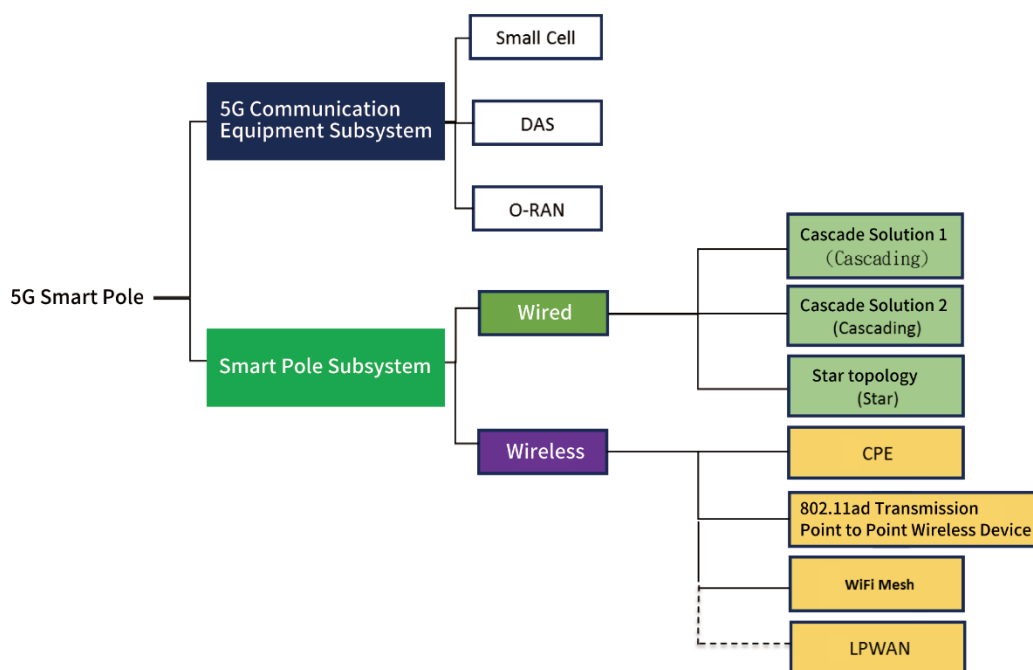 5G Smart Pole
5G Communication
Equipment Subsystem
Small Cell
DAS
O-RAN
Smart Pole Subsystem
Wired
Cascade Solution 1
(Cascading)
Cascade Solution 2
(Cascading)
Star topology
(Star)
Wireless
CPE
802.11ad Transmission
Point to Point Wireless Device
WiFi Mesh
LPWAN